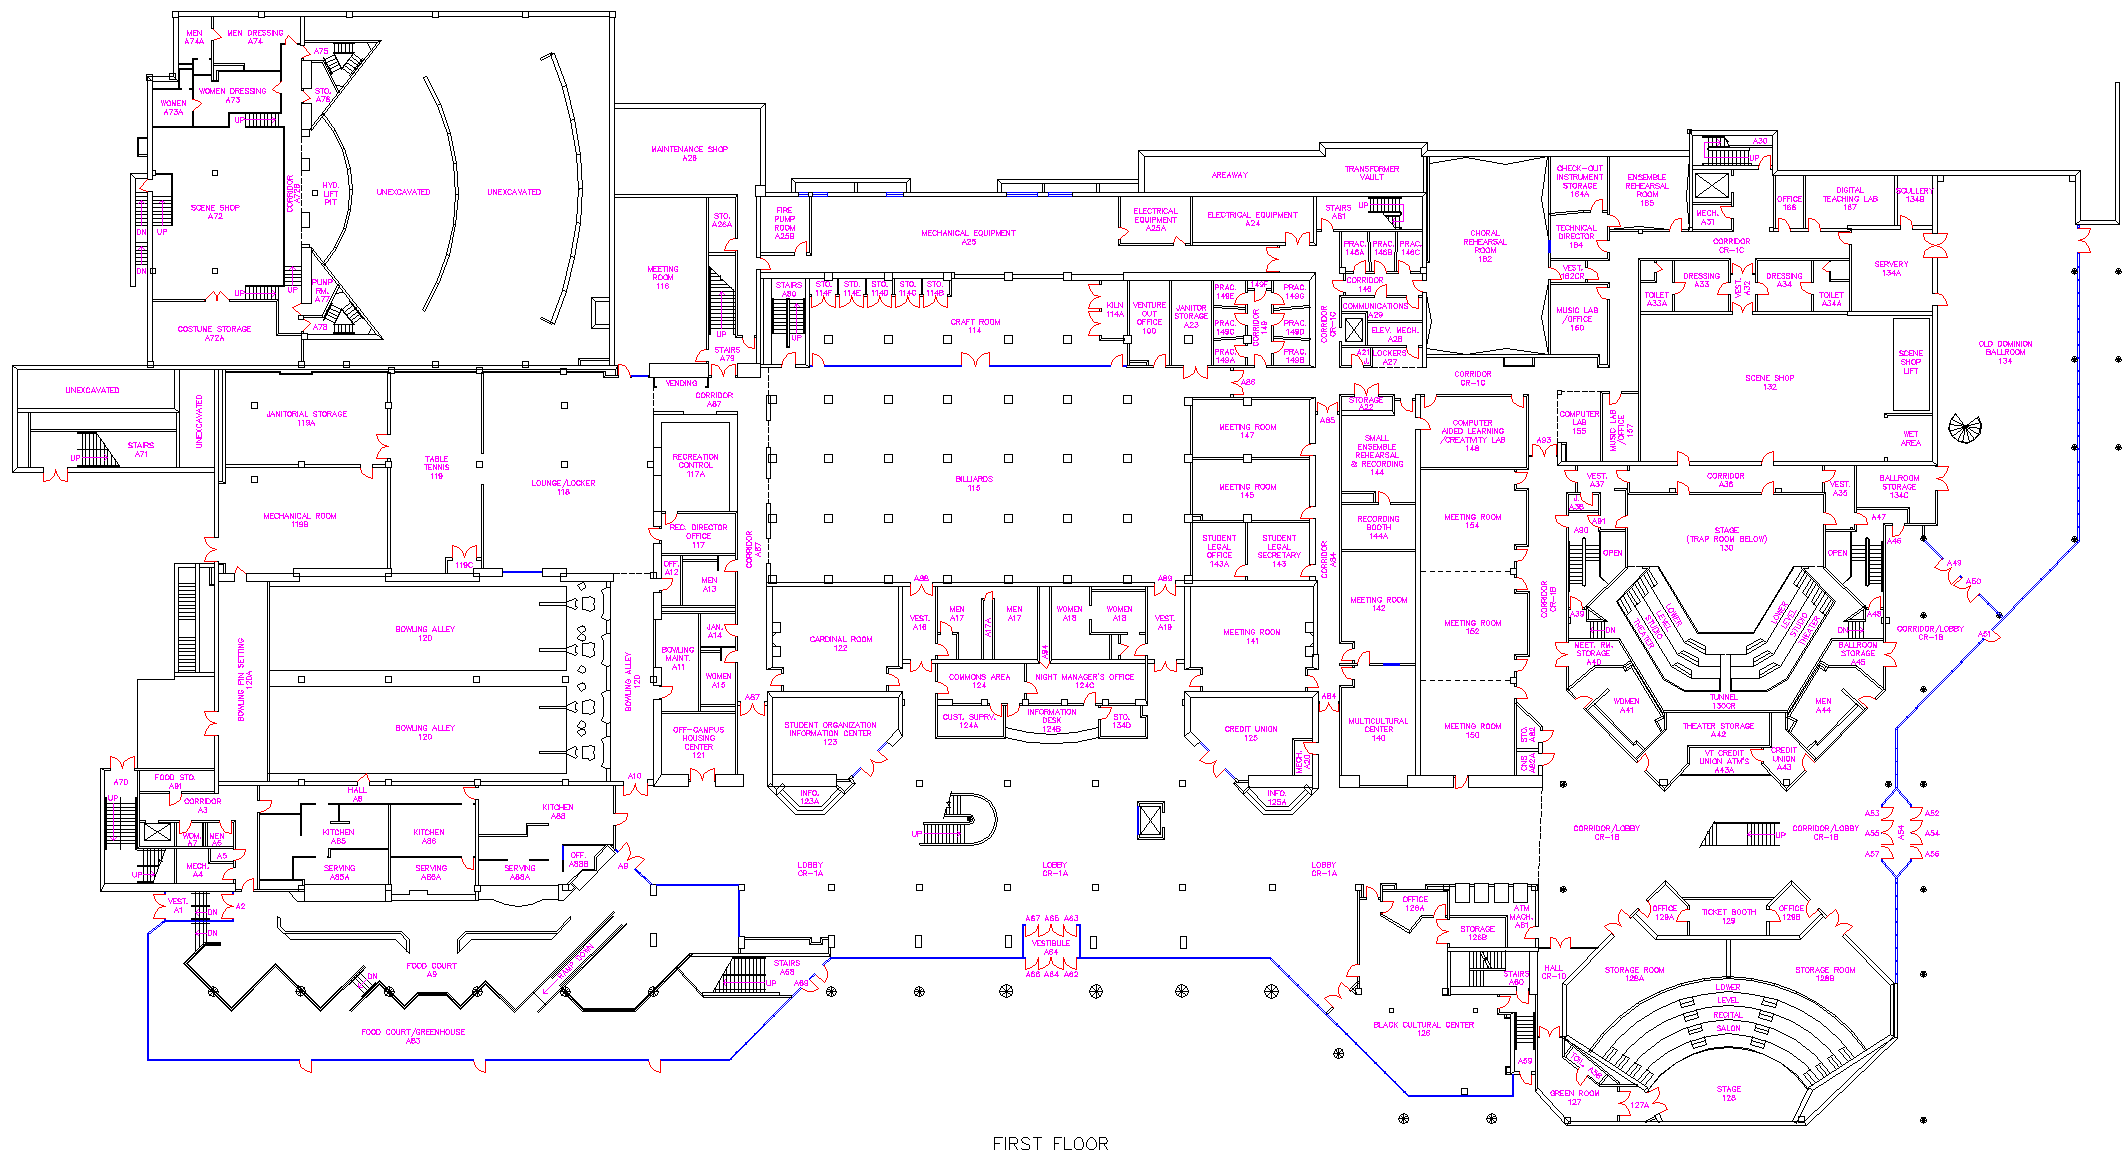 MEN
A74A
MEN DRESSING
A74
A75
WOMEN DRESSING
A73
WOMEN
A73A
STO.
A76
UP
MAINTENANCE SHOP
A26
CORRIDOR
A72B
HYD.
LIFT
PIT
UNEXCAVATED
UNEXCAVATED
SCENE SHOP
A72
DN
UP
DN
UP
UP
PUMP
RM.
A77
A78
COSTUME STORAGE
A72A
STO.
A26A
MEETING
ROOM
116
UP
STAIRS
A79
FIRE
PUMP
ROOM
A25B
MECHANICAL EQUIPMENT
A25
ELECTRICAL
EQUIPMENT
A25A
ELECTRICAL EQUIPMENT
A24
AREAWAY
TRANSFORMER
VAULT
STAIRS
A61
UP
PRAC.
146A
PRAC.
146B
PRAC.
146C
CORRIDOR
146
COMMUNICATIONS
A29
ELEV. MECH.
A28
A21
LOCKERS
A27
CHORAL
REHEARSAL
ROOM
162
CHECK-OUT
INSTRUMENT
STORAGE
164A
ENSEMBLE
REHEARSAL
ROOM
165
TECHNICAL
DIRECTOR
164
VEST.
162CR
MUSIC LAB
/OFFICE
160
A30
UP
MECH.
A31
OFFICE
166
DIGITAL
TEACHING LAB
167
SCULLERY
134B
CORRIDOR
CR-1C
SERVERY
134A
DRESSING
A33
VEST.
A32
DRESSING
A34
TOILET
A33A
TOILET
A34A
OLD DOMINION
BALLROOM
134
SCENE
SHOP
LIFT
SCENE SHOP
132
WET
AREA
STAIRS
A80
UP
STO.
114F
STO.
114E
STO.
114D
STO.
114C
STO.
114B
CRAFT ROOM
114
KILN
114A
VENTURE
OUT
OFFICE
100
JANITOR
STORAGE
A23
PRAC.
149E
149F
PRAC.
149G
PRAC.
149C
CORRIDOR
149
PRAC.
149D
PRAC.
149A
PRAC.
149B
CORRIDOR
CR-1C
A86
CORRIDOR
CR-1C
UNEXCAVATED
UNEXCAVATED
STAIRS
A71
UP
JANITORIAL STORAGE
119A
TABLE
TENNIS
119
LOUNGE/LOCKER
118
MECHANICAL ROOM
119B
119C
VENDING
CORRIDOR
A87
RECREATION
CONTROL
117A
REC. DIRECTOR
OFFICE
117
OFF.
A12
MEN
A13
CORRIDOR
A87
JAN.
A14
BOWLING
MAINT.
A11
WOMEN
A15
OFF-CAMPUS
HOUSING
CENTER
121
BILLIARDS
115
MEETING ROOM
147
MEETING ROOM
145
STUDENT
LEGAL
OFFICE
143A
STUDENT
LEGAL
SECRETARY
143
A85
CORRIDOR
A84
STORAGE
A22
SMALL
ENSEMBLE
REHEARSAL
& RECORDING
144
RECORDING
BOOTH
144A
MEETING ROOM
142
MULTICULTURAL
CENTER
140
COMPUTER
AIDED LEARNING
/CREATIVITY LAB
148
A93
MEETING ROOM
154
MEETING ROOM
152
MEETING ROOM
150
CORRIDOR
CR-1B
STO.
A82
CNS
A82A
COMPUTER
LAB
155
MUSIC LAB
/OFFICE
157
VEST.
A37
CORRIDOR
A36
VEST.
A35
BALLROOM
STORAGE
134C
J.
A38
A91
A90
OPEN
STAGE
(TRAP ROOM BELOW)
130
A47
A46
OPEN
A49
A50
A39
DN
LOWER
LEVEL
STUDIO
THEATER
LOWER
LEVEL
STUDIO
THEATER
A48
DN
CORRIDOR/LOBBY
CR-1B
A51
MEET. RM.
STORAGE
A40
BALLROOM
STORAGE
A45
WOMEN
A41
TUNNEL
130CR
MEN
A44
THEATER STORAGE
A42
VT CREDIT
UNION ATM'S
A43A
CREDIT
UNION
A43
BOWLING PIN SETTING
120A
BOWLING ALLEY
120
BOWLING ALLEY
120
BOWLING ALLEY
120
A88
A89
CARDINAL ROOM
122
VEST.
A16
MEN
A17
A17A
MEN
A17
WOMEN
A18
WOMEN
A18
VEST.
A19
MEETING ROOM
141
A94
COMMONS AREA
124
NIGHT MANAGER'S OFFICE
124C
CUST. SUPRV.
124A
INFORMATION
DESK
124B
STO.
134D
A67
STUDENT ORGANIZATION
INFORMATION CENTER
123
INFO.
123A
CREDIT UNION
125
MECH.
A20
INFO.
125A
A84
A70
UP
FOOD STO.
A91
CORRIDOR
A3
WOM.
A7
MEN
A6
A5
MECH.
A4
UP
HALL
A8
A10
KITCHEN
A85
KITCHEN
A86
KITCHEN
A88
OFF.
A88B
SERVING
A85A
SERVING
A86A
SERVING
A88A
A9
VEST.
A1
DN
A2
DN
DN
FOOD COURT
A9
RAMP DOWN
FOOD COURT/GREENHOUSE
A83
STAIRS
A68
UP
A69
UP
LOBBY
CR-1A
LOBBY
CR-1A
LOBBY
CR-1A
A67 A65 A63
VESTIBULE
A64
A66 A64 A62
CORRIDOR/LOBBY
CR-1B
CORRIDOR/LOBBY
CR-1B
UP
A53
A52
A55
A54
A54
A57
A56
OFFICE
126A
STORAGE
126B
ATM
MACH.
A61
STAIRS
A60
HALL
CR-1D
BLACK CULTURAL CENTER
126
A59
OFFICE
129A
TICKET BOOTH
129
OFFICE
129B
STORAGE ROOM
128A
STORAGE ROOM
128B
LOWER
LEVEL
RECITAL
SALON
STAGE
128
TOIL.
A58
GREEN ROOM
127
127A
FIRST FLOOR